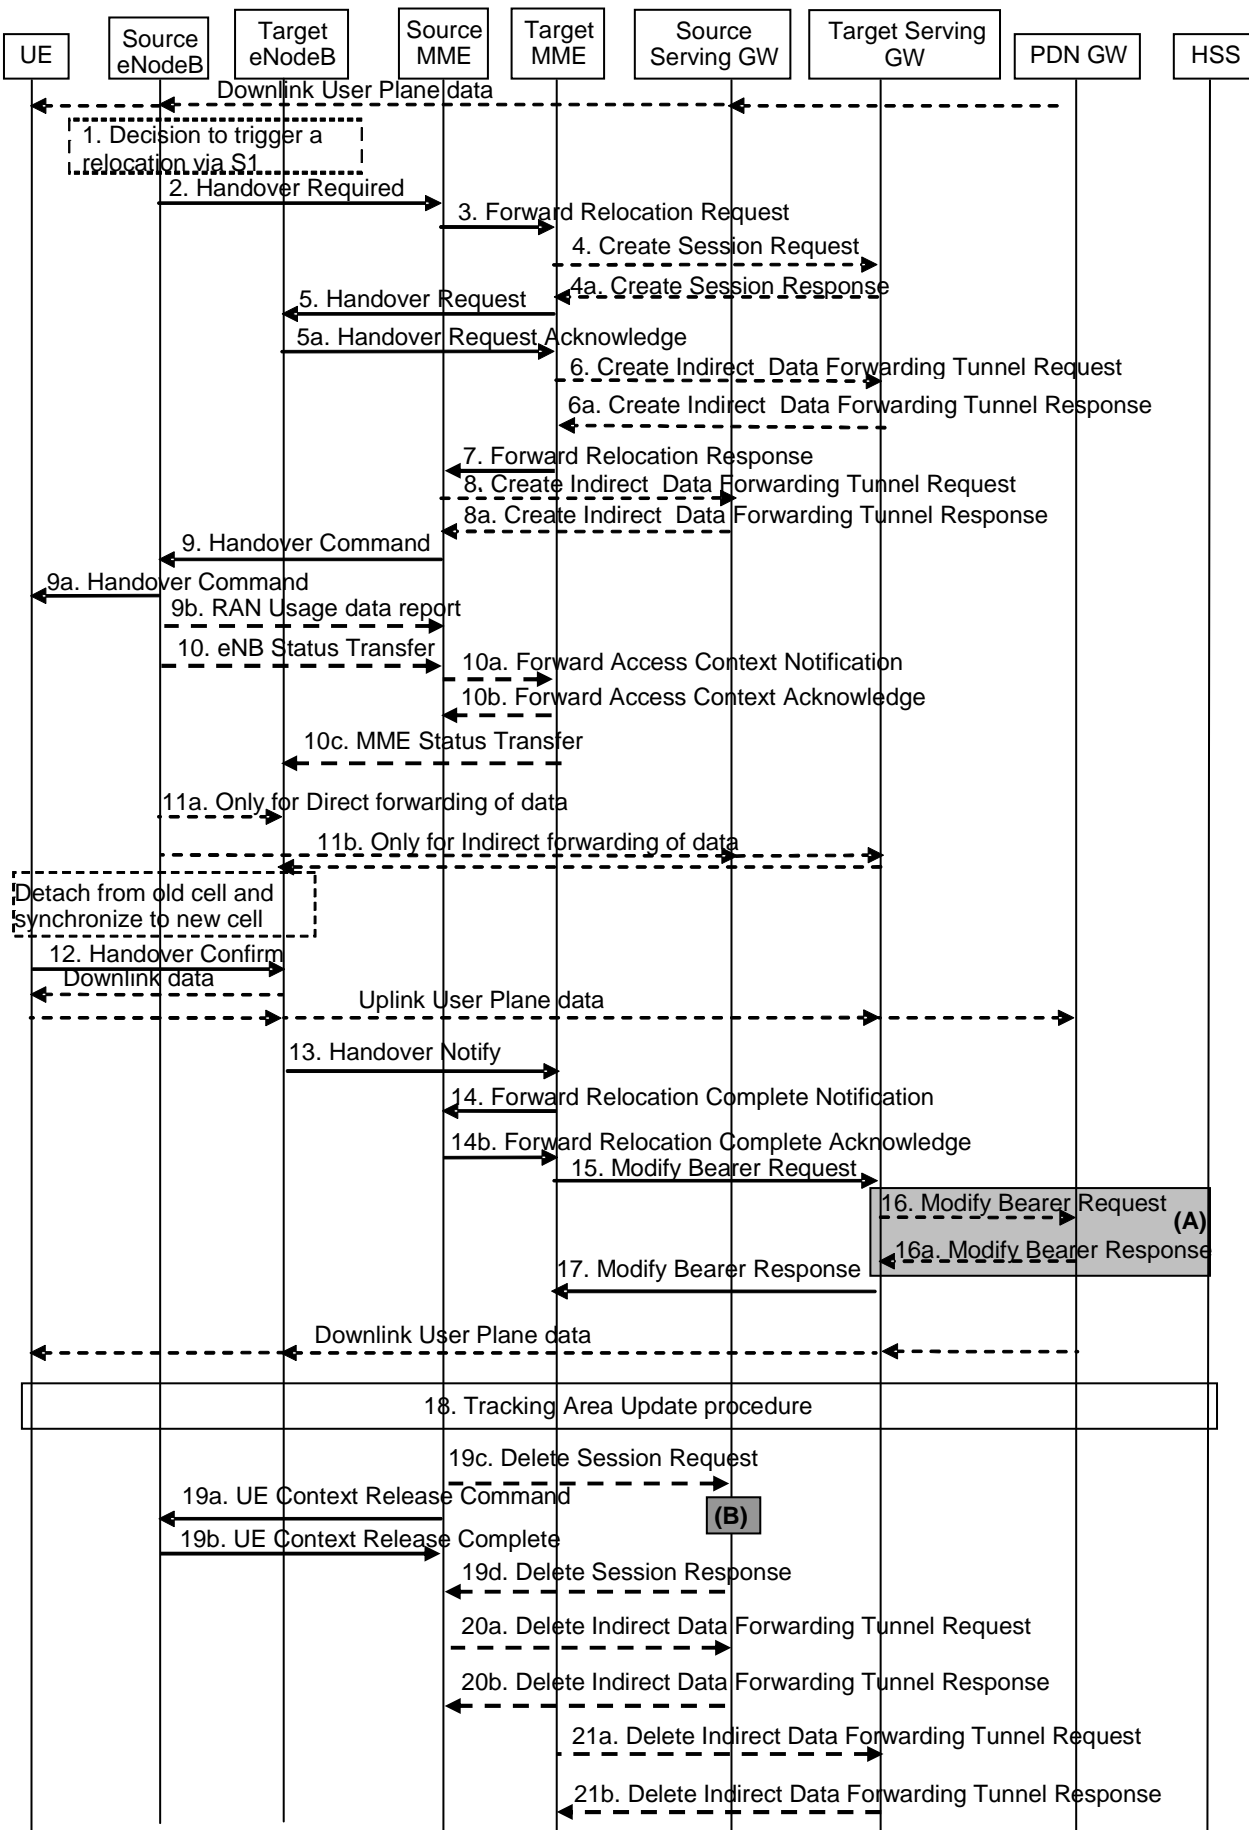 UE
Source
eNodeB
Target
eNodeB
Source
MME
Target
MME
Source
Serving GW
Target Serving
GW
PDN GW
HSS
Downlink User Plane data
1. Decision to trigger a
relocation via S1
2. Handover Required
3. Forward Relocation Request
4. Create Session Request
4a. Create Session Response
5. Handover Request
5a. Handover Request Acknowledge
6. Create Indirect  Data Forwarding Tunnel Request
6a. Create Indirect  Data Forwarding Tunnel Response
7. Forward Relocation Response
8. Create Indirect  Data Forwarding Tunnel Request
8a. Create Indirect  Data Forwarding Tunnel Response
9. Handover Command
9a. Handover Command
9b. RAN Usage data report
10. eNB Status Transfer
10a. Forward Access Context Notification
10b. Forward Access Context Acknowledge
10c. MME Status Transfer
11a. Only for Direct forwarding of data
11b. Only for Indirect forwarding of data
Detach from old cell and
synchronize to new cell
12. Handover Confirm
Downlink data
Uplink User Plane data
13. Handover Notify
14. Forward Relocation Complete Notification
14b. Forward Relocation Complete Acknowledge
15. Modify Bearer Request
16. Modify Bearer Request
(A)
16a. Modify Bearer Response
17. Modify Bearer Response
Downlink User Plane data
18. Tracking Area Update procedure
19c. Delete Session Request
19a. UE Context Release Command
(B)
19b. UE Context Release Complete
19d. Delete Session Response
20a. Delete Indirect Data Forwarding Tunnel Request
20b. Delete Indirect Data Forwarding Tunnel Response
21a. Delete Indirect Data Forwarding Tunnel Request
21b. Delete Indirect Data Forwarding Tunnel Response